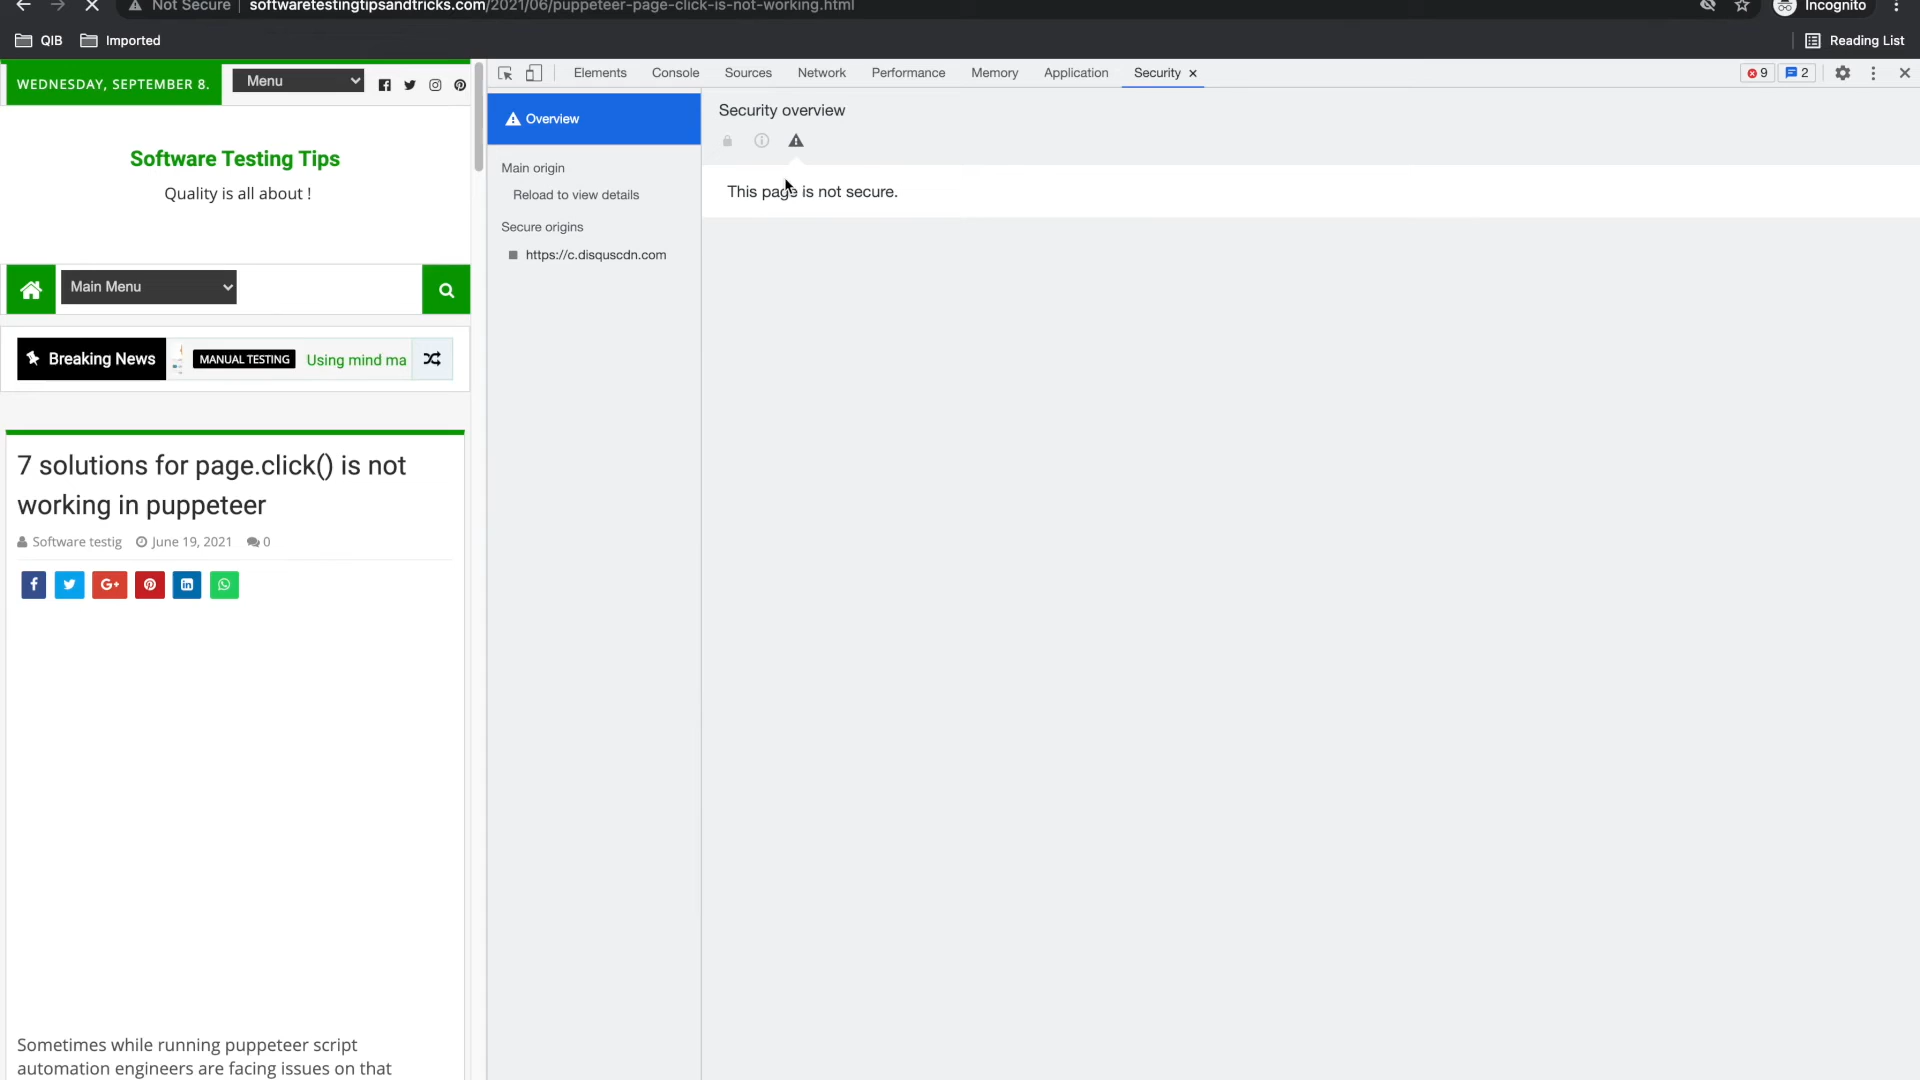 Not Secure | softwaretestingtipsandtricks.com/2021/06/puppeteer-page-click-is-not-working.html
Incognito
QIB
Imported
Reading List
WEDNESDAY, SEPTEMBER 8.
Menu
Software Testing Tips
Quality is all about !
Main Menu
Breaking News
MANUAL TESTING
Using mind ma
7 solutions for page.click() is not
working in puppeteer
Software testig
June 19, 2021
0
G+
Sometimes while running puppeteer script
automation engineers are facing issues on that
Elements
Console
Sources
Network
Performance
Memory
Application
Security
9
2
Overview
Main origin
Reload to view details
Secure origins
https://c.disquscdn.com
Security overview
This page is not secure.